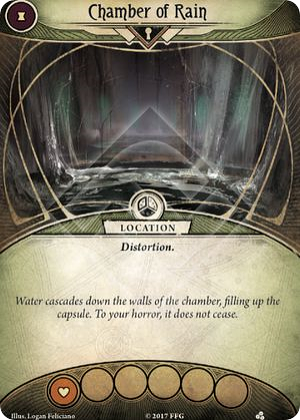 Chamber of Rain
LOCATION
Distortion.
Water cascades down the walls of the chamber, filling up the
capsule. To your horror, it does not cease.
Illus. Logan Feliciano
© 2017 FFG